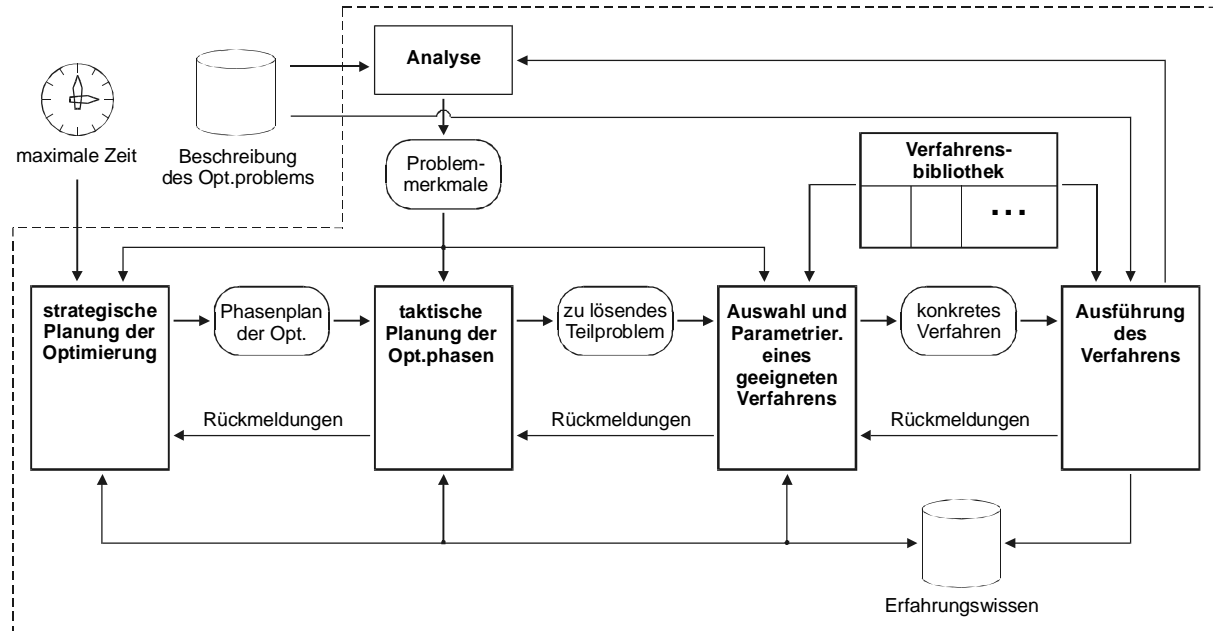 Analyse
maximale Zeit
Beschreibung
des Opt.problems
Problem-
merkmale
Verfahrens-
bibliothek
...
strategische
Planung der
Optimierung
Phasenplan
der Opt.
taktische
Planung der
Opt.phasen
zu lösendes
Teilproblem
Auswahl und
Parametrier.
eines
geeigneten
Verfahrens
konkretes
Verfahren
Ausführung
des
Verfahrens
Rückmeldungen
Rückmeldungen
Rückmeldungen
Erfahrungswissen